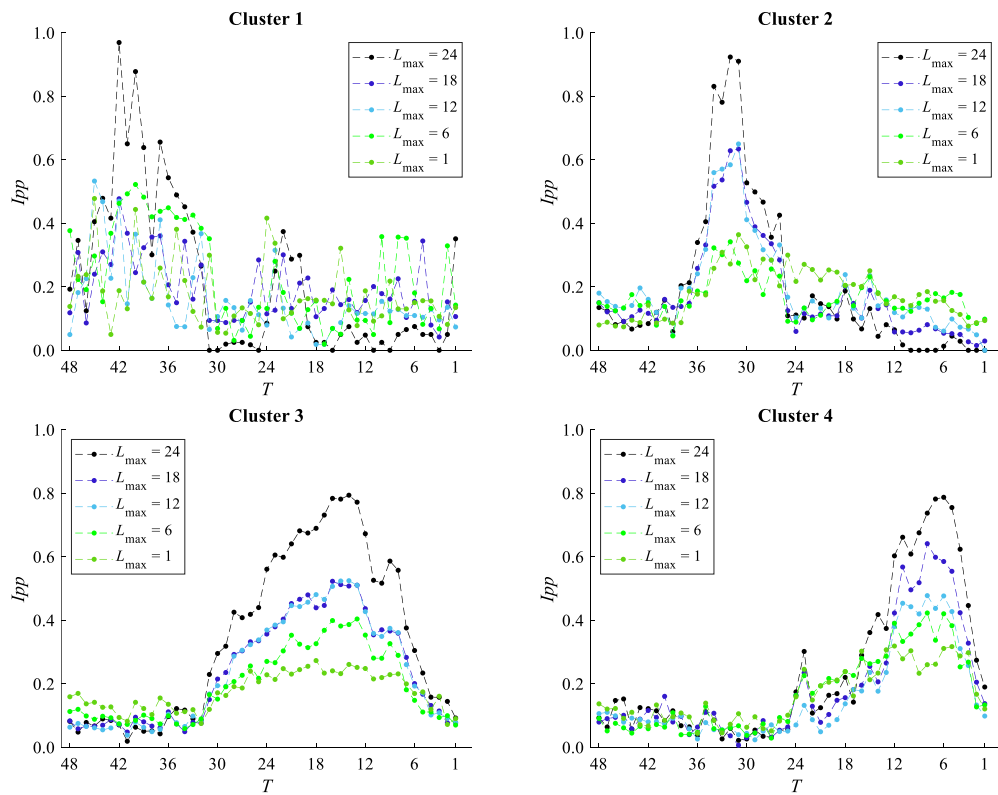 Cluster 1
1.0
0.8
0.6
0.4
0.2
0.0
Ipp
48 42 36 30 24 18 12 6 1
T
L_max = 24
L_max = 18
L_max = 12
L_max = 6
L_max = 1
Cluster 2
1.0
0.8
0.6
0.4
0.2
0.0
Ipp
48 42 36 30 24 18 12 6 1
T
L_max = 24
L_max = 18
L_max = 12
L_max = 6
L_max = 1
Cluster 3
1.0
0.8
0.6
0.4
0.2
0.0
Ipp
48 42 36 30 24 18 12 6 1
T
L_max = 24
L_max = 18
L_max = 12
L_max = 6
L_max = 1
Cluster 4
1.0
0.8
0.6
0.4
0.2
0.0
Ipp
48 42 36 30 24 18 12 6 1
T
L_max = 24
L_max = 18
L_max = 12
L_max = 6
L_max = 1